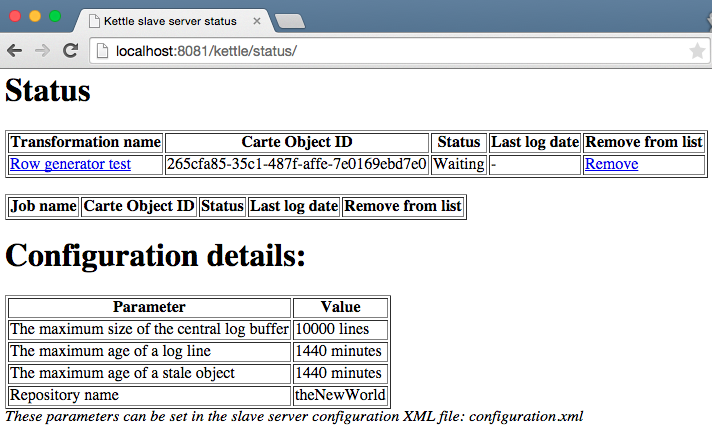 Kettle slave server status
localhost:8081/kettle/status/
Status
Transformation name Carte Object ID Status Last log date Remove from list
Row generator test 265cfa85-35c1-487f-affe-7e0169ebd7e0 Waiting - Remove
Job name Carte Object ID Status Last log date Remove from list
Configuration details:
Parameter Value
The maximum size of the central log buffer 10000 lines
The maximum age of a log line 1440 minutes
The maximum age of a stale object 1440 minutes
Repository name theNewWorld
These parameters can be set in the slave server configuration XML file: configuration.xml